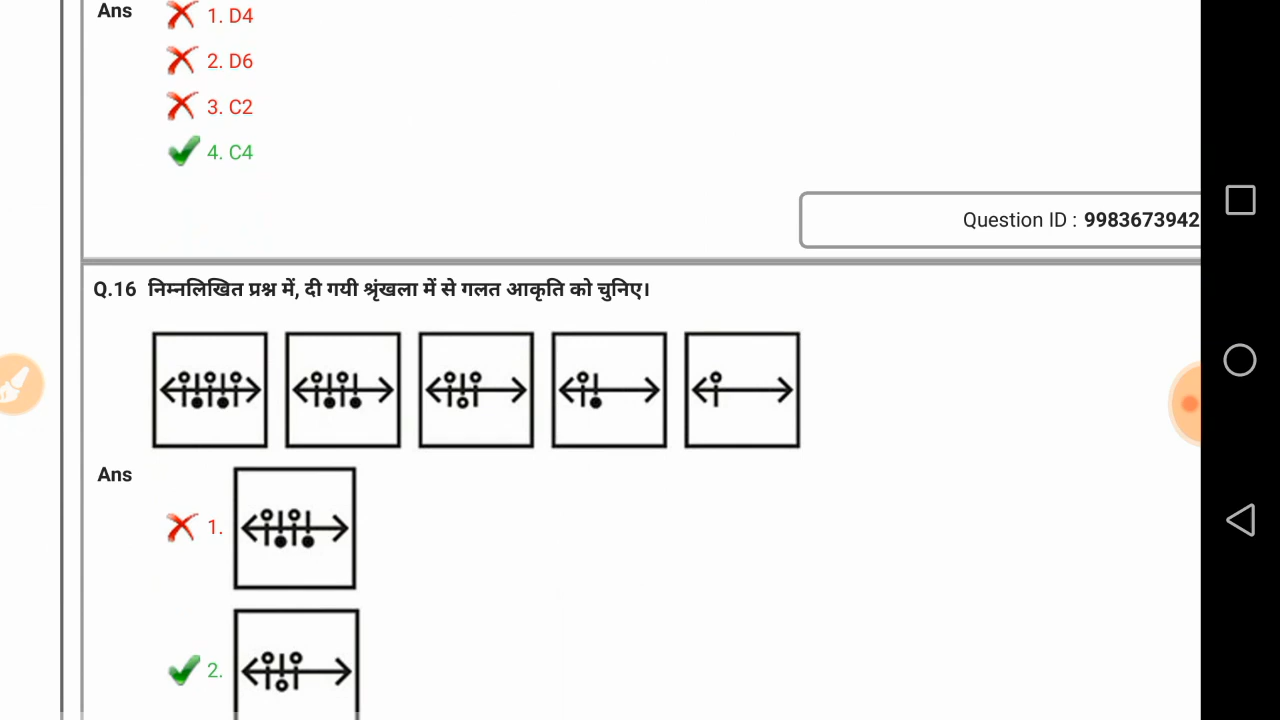 Ans
1. D4
2. D6
3. C2
4. C4
Question ID : 9983673942
Q.16 निम्नलिखित प्रश्न में, दी गयी श्रृंखला में से गलत आकृति को चुनिए।
Ans
1.
2.